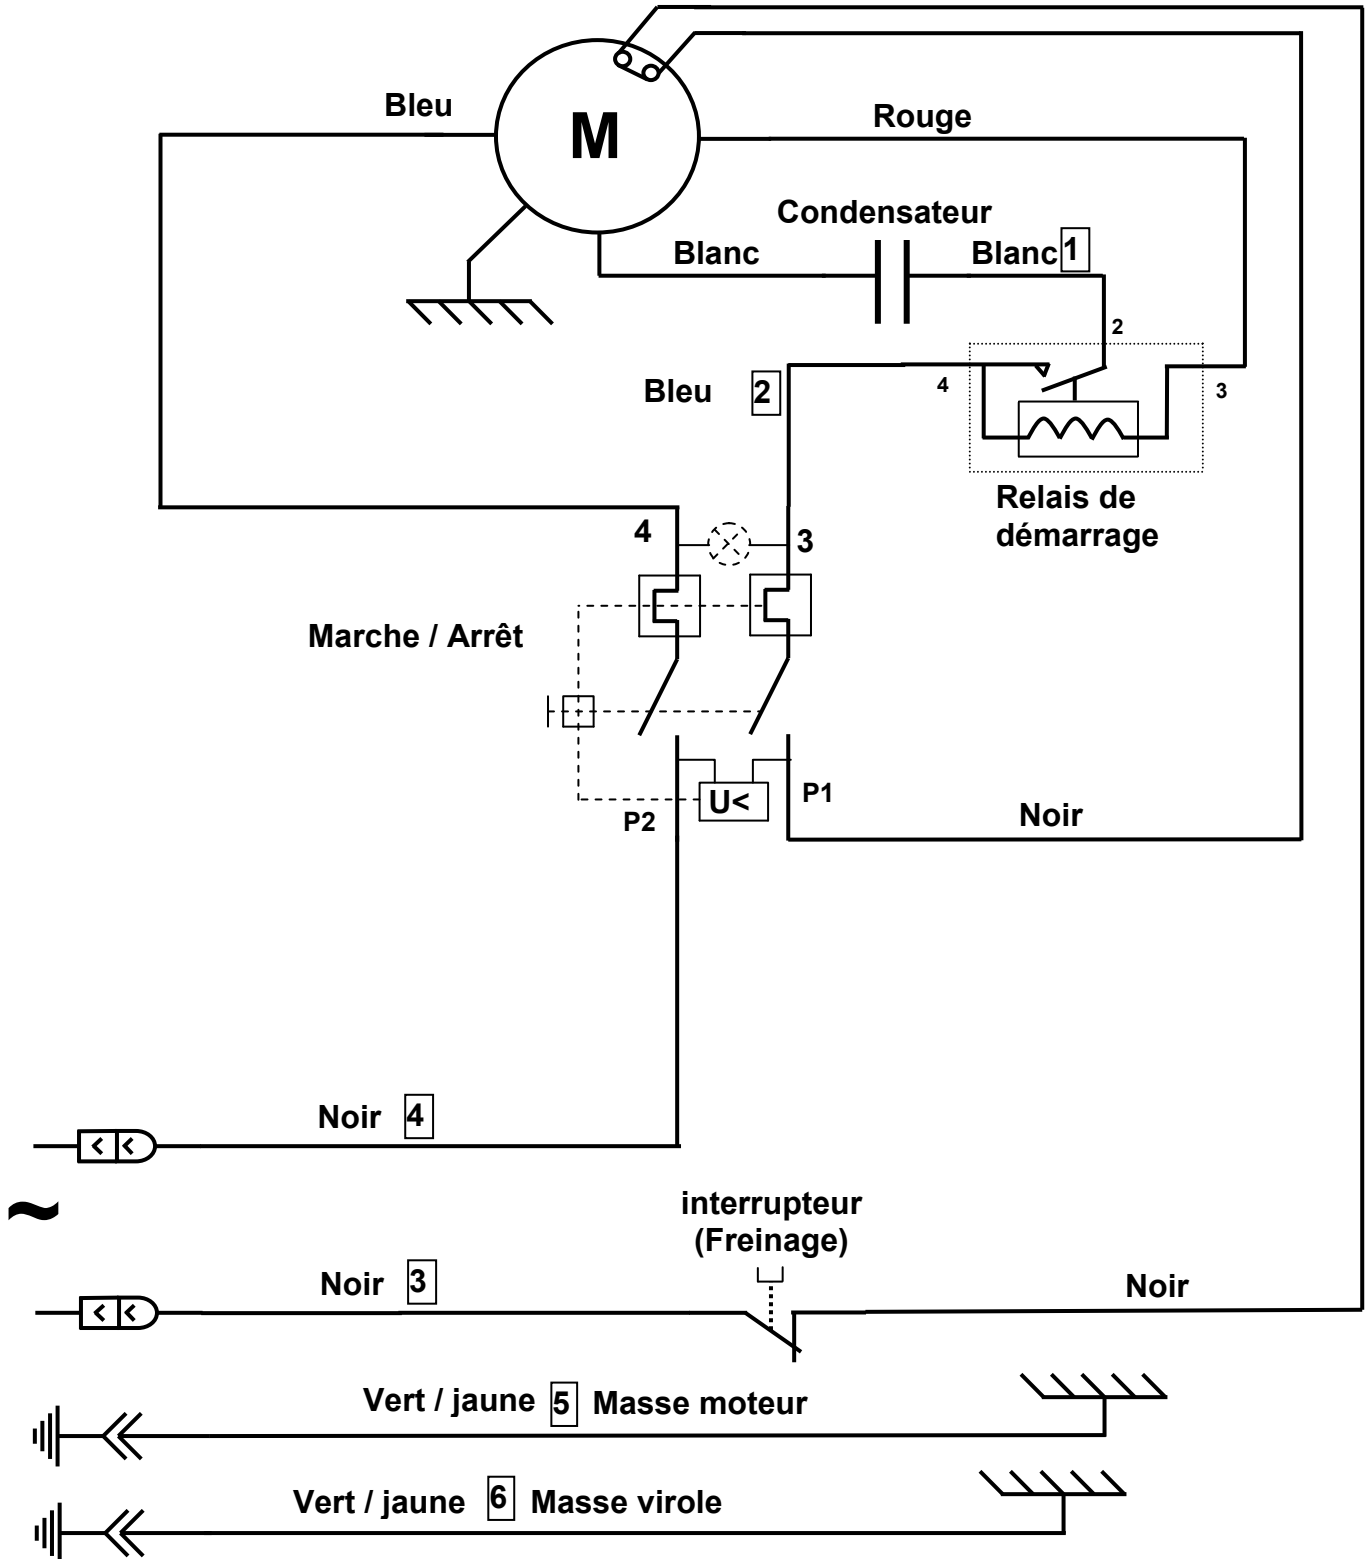 Bleu
M
Rouge
Condensateur
Blanc
Blanc 1
2
4
3
Bleu 2
Relais de
démarrage
4
3
Marche / Arrêt
U<
P1
P2
Noir
Noir 4
~
interrupteur
(Freinage)
Noir 3
Noir
Vert / jaune 5 Masse moteur
Vert / jaune 6 Masse virole